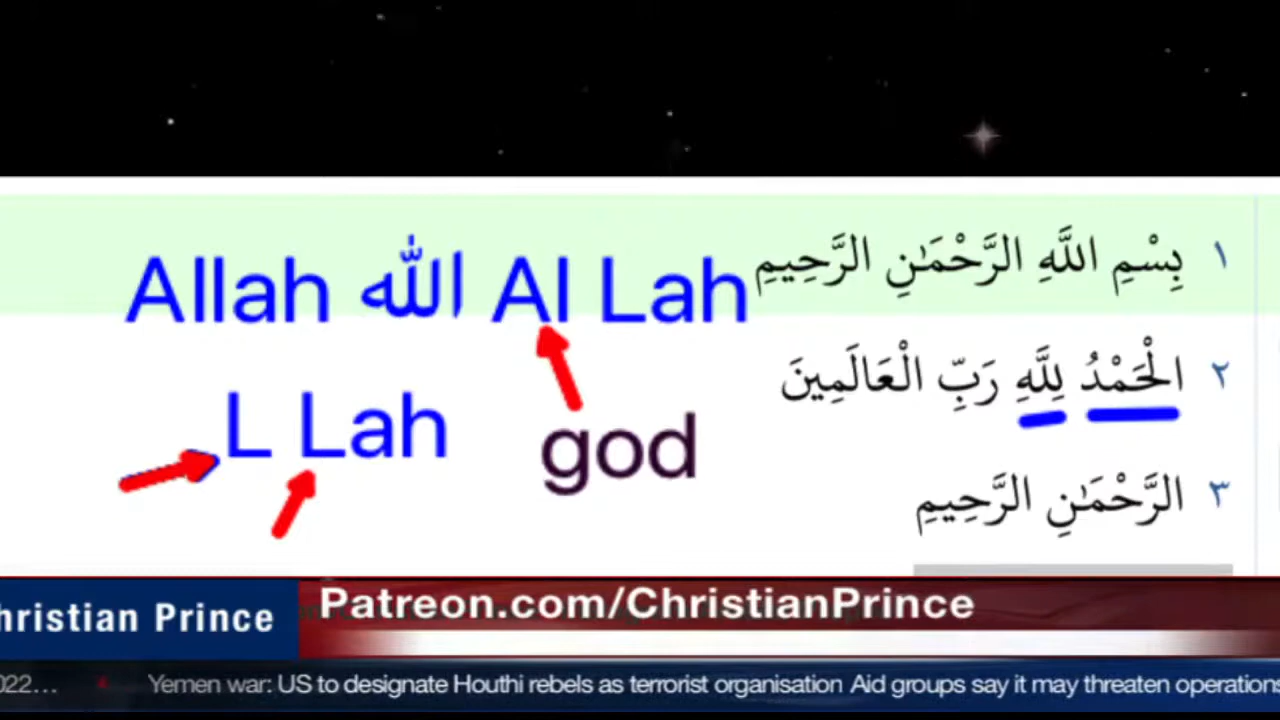 Allah الله Al Lah
L Lah
god
بِسْمِ اللَّهِ الرَّحْمَٰنِ الرَّحِيمِ ١
الْحَمْدُ لِلَّهِ رَبِّ الْعَالَمِينَ ٢
الرَّحْمَٰنِ الرَّحِيمِ ٣
hristian Prince
Patreon.com/ChristianPrince
022... Yemen war: US to designate Houthi rebels as terrorist organisation Aid groups say it may threaten operations